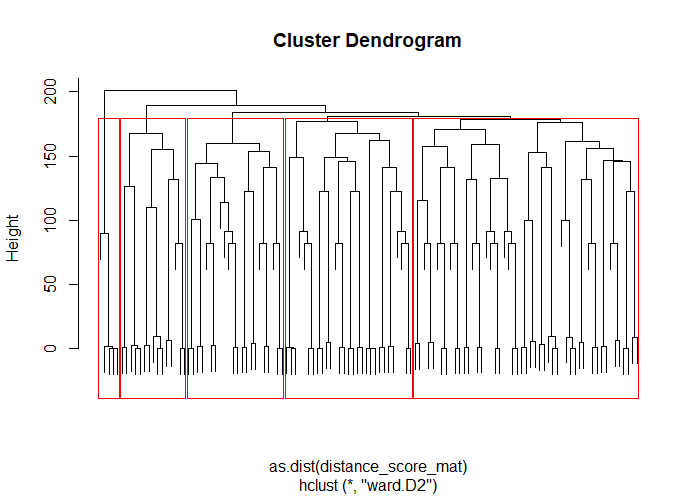 Cluster Dendrogram
Height
200
150
100
50
0
as.dist(distance_score_mat)
hclust (*, "ward.D2")